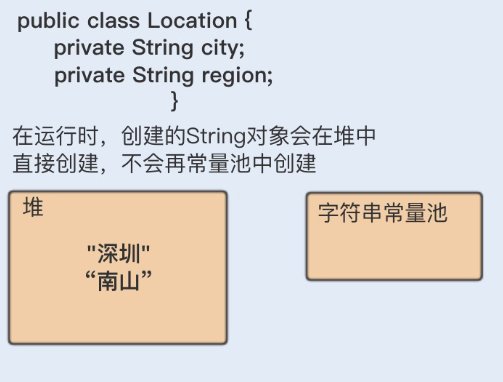 public class Location {
private String city;
private String region;
}
在运行时，创建的String对象会在堆中
直接创建，不会再常量池中创建
堆
字符串常量池
"深圳"
“南山”